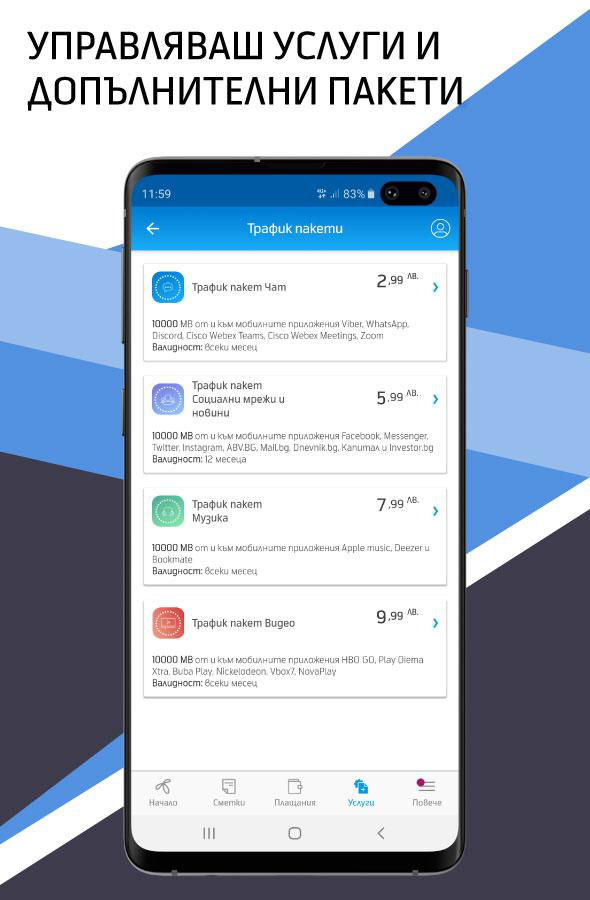 УПРАВЛЯВАШ УСЛУГИ И
ДОПЪЛНИТЕЛНИ ПАКЕТИ
11:59
4G+ 83%
Трафик пакети
Трафик пакет Чат
2,99 ЛВ.
10000 MB от и към мобилните приложения Viber, WhatsApp,
Discord, Cisco Webex Teams, Cisco Webex Meetings, Zoom
Валидност: всеки месец
Трафик пакет
Социални мрежи и
новини
5,99 ЛВ.
10000 MB от и към мобилните приложения Facebook, Messenger,
Twitter, Instagram, ABV.BG, Mail.bg, Dnevnik.bg, Капитал и Investor.bg
Валидност: 12 месеца
Трафик пакет
Музика
7,99 ЛВ.
10000 MB от и към мобилните приложения Apple music, Deezer и
Bookmate
Валидност: всеки месец
Трафик пакет Видео
9,99 ЛВ.
10000 MB от и към мобилните приложения HBO GO, Play Diema
Xtra, Buba Play, Nickelodeon, Vbox7, NovaPlay
Валидност: всеки месец
Начало Сметки Плащания Услуги Повече